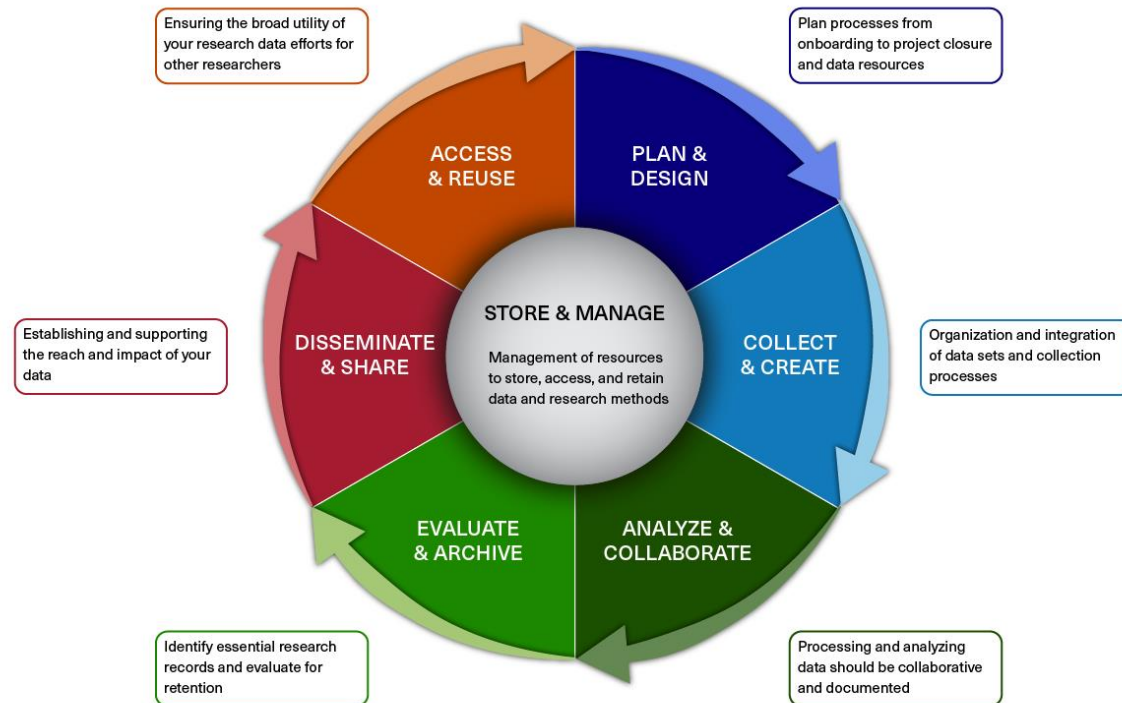 Ensuring the broad utility of
your research data efforts for
other researchers
Plan processes from
onboarding to project closure
and data resources
ACCESS
& REUSE
PLAN &
DESIGN
STORE & MANAGE
Management of resources
to store, access, and retain
data and research methods
DISSEMINATE
& SHARE
COLLECT
& CREATE
Establishing and supporting
the reach and impact of your
data
Organization and integration
of data sets and collection
processes
EVALUATE
& ARCHIVE
ANALYZE &
COLLABORATE
Identify essential research
records and evaluate for
retention
Processing and analyzing
data should be collaborative
and documented